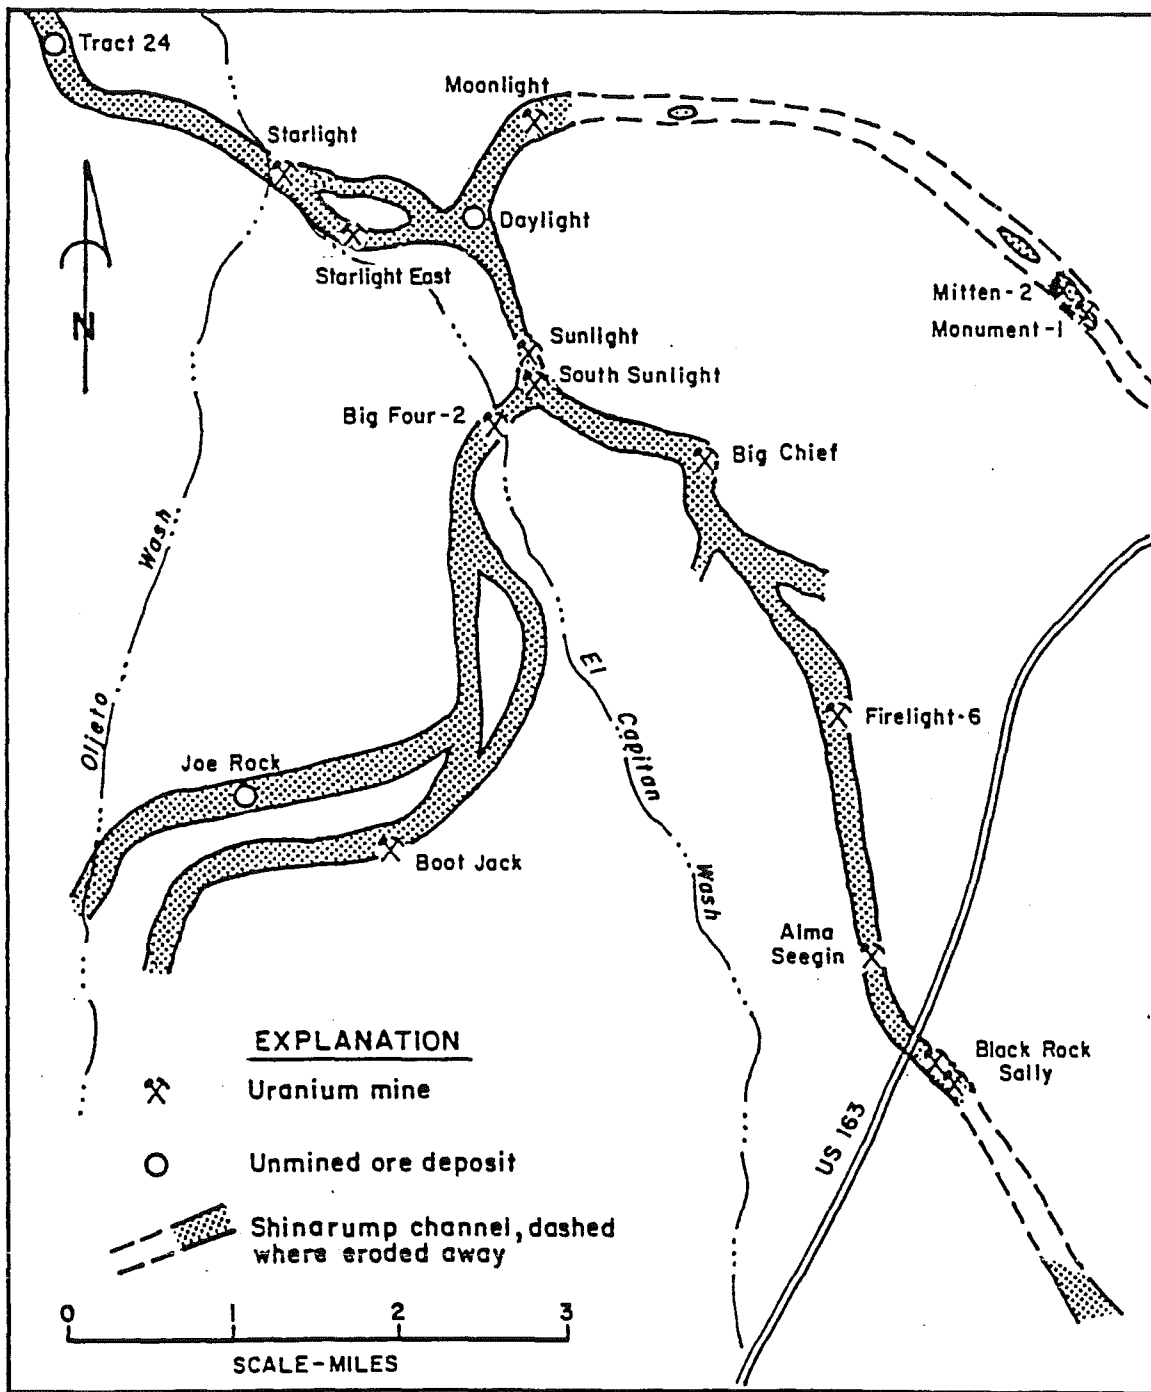 Tract 24
Moonlight
Starlight
Daylight
Starlight East
Mitten-2
Monument-1
N
Sunlight
South Sunlight
Big Four-2
Big Chief
Oljeto Wash
El Capitan Wash
Firelight-6
Joe Rock
Boot Jack
Alma
Seegin
Black Rock
Sally
US 163
EXPLANATION
Uranium mine
Unmined ore deposit
Shinarump channel, dashed
where eroded away
0 1 2 3
SCALE-MILES